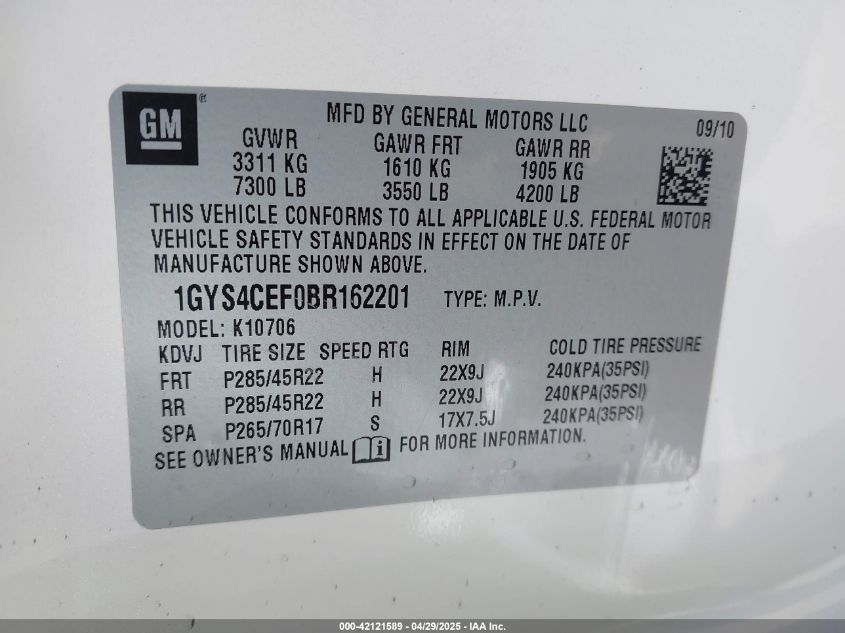 GM®
MFD BY GENERAL MOTORS LLC 09/10
GVWR GAWR FRT GAWR RR
3311 KG 1610 KG 1905 KG
7300 LB 3550 LB 4200 LB
THIS VEHICLE CONFORMS TO ALL APPLICABLE U.S. FEDERAL MOTOR
VEHICLE SAFETY STANDARDS IN EFFECT ON THE DATE OF
MANUFACTURE SHOWN ABOVE.
1GYS4CEF0BR162201 TYPE: M.P.V.
MODEL: K10706
KDVJ TIRE SIZE SPEED RTG RIM COLD TIRE PRESSURE
FRT P285/45R22 H 22X9J 240KPA(35PSI)
RR P285/45R22 H 22X9J 240KPA(35PSI)
SPA P265/70R17 S 17X7.5J 240KPA(35PSI)
SEE OWNER'S MANUAL i FOR MORE INFORMATION.
000-42121589 - 04/29/2025 - IAA Inc.